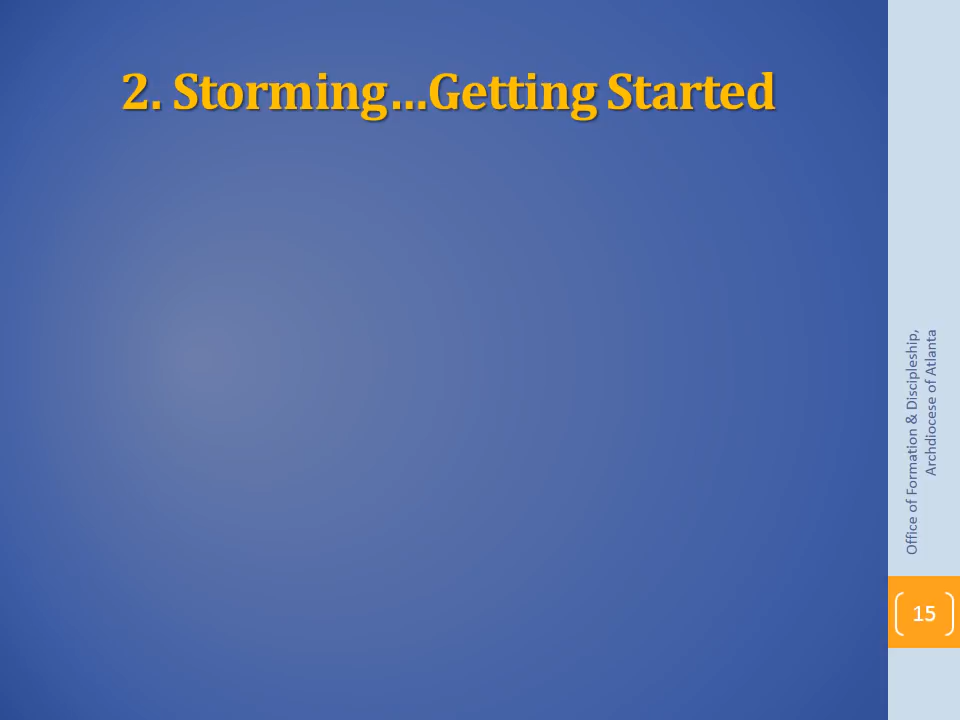 2. Storming…Getting Started
Office of Formation & Discipleship,
Archdiocese of Atlanta
15